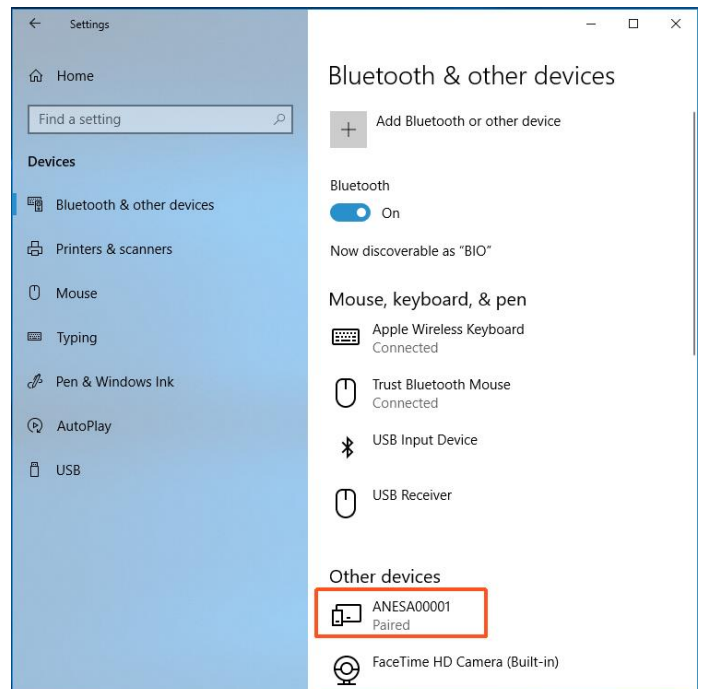 Settings
Home
Find a setting
Devices
Bluetooth & other devices
Printers & scanners
Mouse
Typing
Pen & Windows Ink
AutoPlay
USB
Bluetooth & other devices
Add Bluetooth or other device
Bluetooth
On
Now discoverable as “BIO”
Mouse, keyboard, & pen
Apple Wireless Keyboard
Connected
Trust Bluetooth Mouse
Connected
USB Input Device
USB Receiver
Other devices
ANESA00001
Paired
FaceTime HD Camera (Built-in)